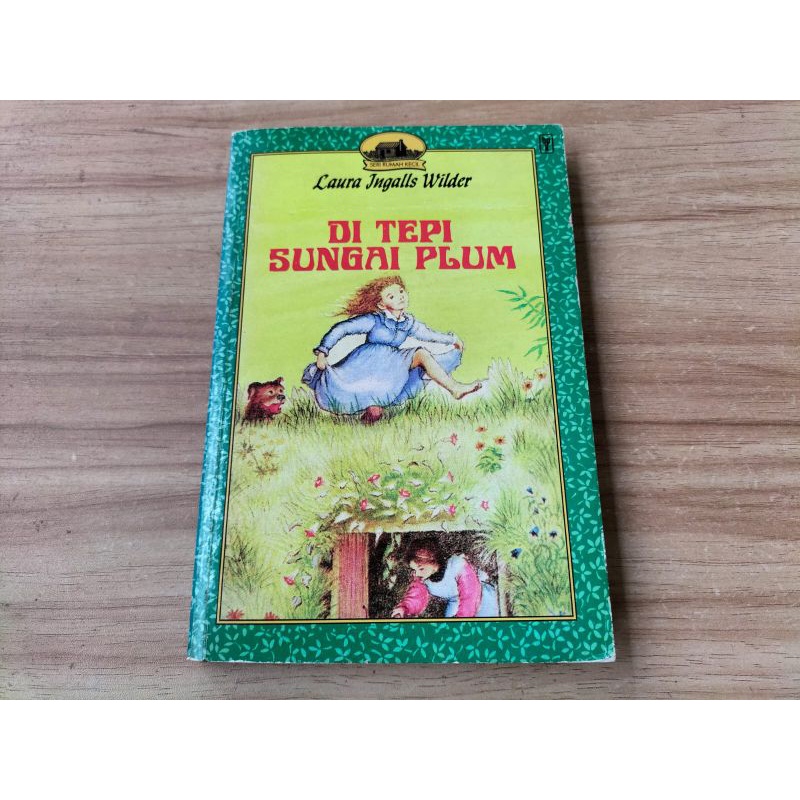 SERI RUMAH KECIL
Laura Ingalls Wilder
DI TEPI
SUNGAI PLUM